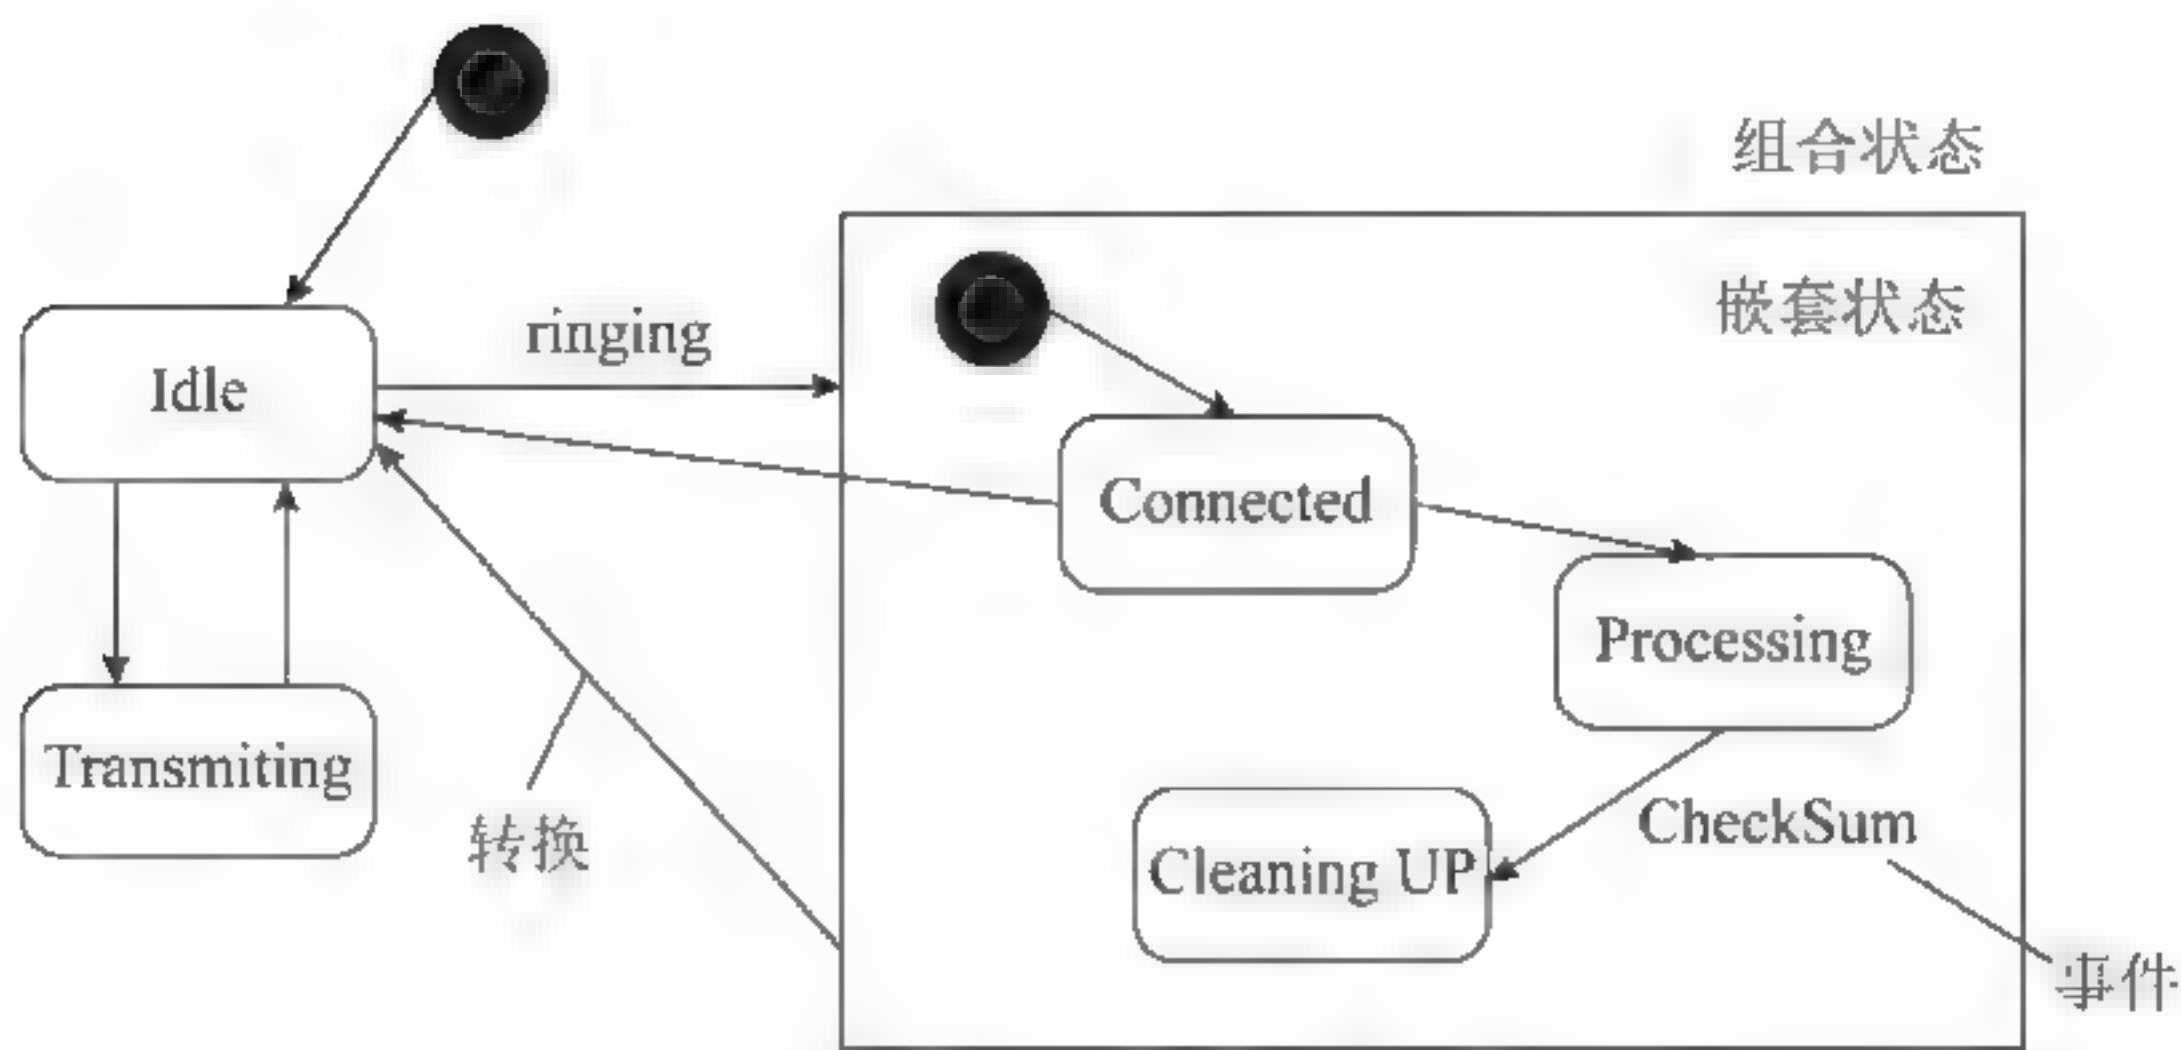 组合状态
嵌套状态
ringing
Idle
Connected
Processing
Transmiting
转换
CheckSum
Cleaning UP
事件